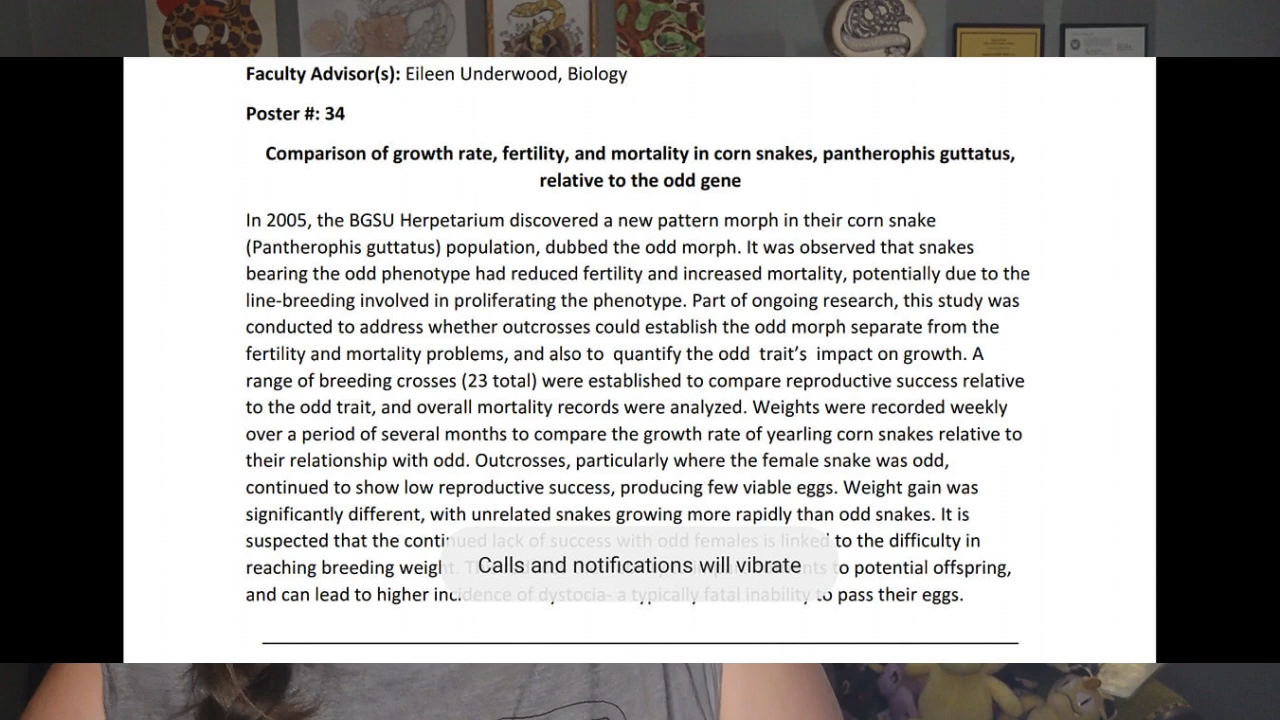 Faculty Advisor(s): Eileen Underwood, Biology
Poster #: 34
Comparison of growth rate, fertility, and mortality in corn snakes, pantherophis guttatus,
relative to the odd gene
In 2005, the BGSU Herpetarium discovered a new pattern morph in their corn snake
(Pantherophis guttatus) population, dubbed the odd morph. It was observed that snakes
bearing the odd phenotype had reduced fertility and increased mortality, potentially due to the
line-breeding involved in proliferating the phenotype. Part of ongoing research, this study was
conducted to address whether outcrosses could establish the odd morph separate from the
fertility and mortality problems, and also to quantify the odd trait’s impact on growth. A
range of breeding crosses (23 total) were established to compare reproductive success relative
to the odd trait, and overall mortality records were analyzed. Weights were recorded weekly
over a period of several months to compare the growth rate of yearling corn snakes relative to
their relationship with odd. Outcrosses, particularly where the female snake was odd,
continued to show low reproductive success, producing few viable eggs. Weight gain was
significantly different, with unrelated snakes growing more rapidly than odd snakes. It is
suspected that the continued lack of success with odd females is linked to the difficulty in
reaching breeding weight. to potential offspring,
Calls and notifications will vibrate
and can lead to higher incidence of dystocia- a typically fatal inability to pass their eggs.